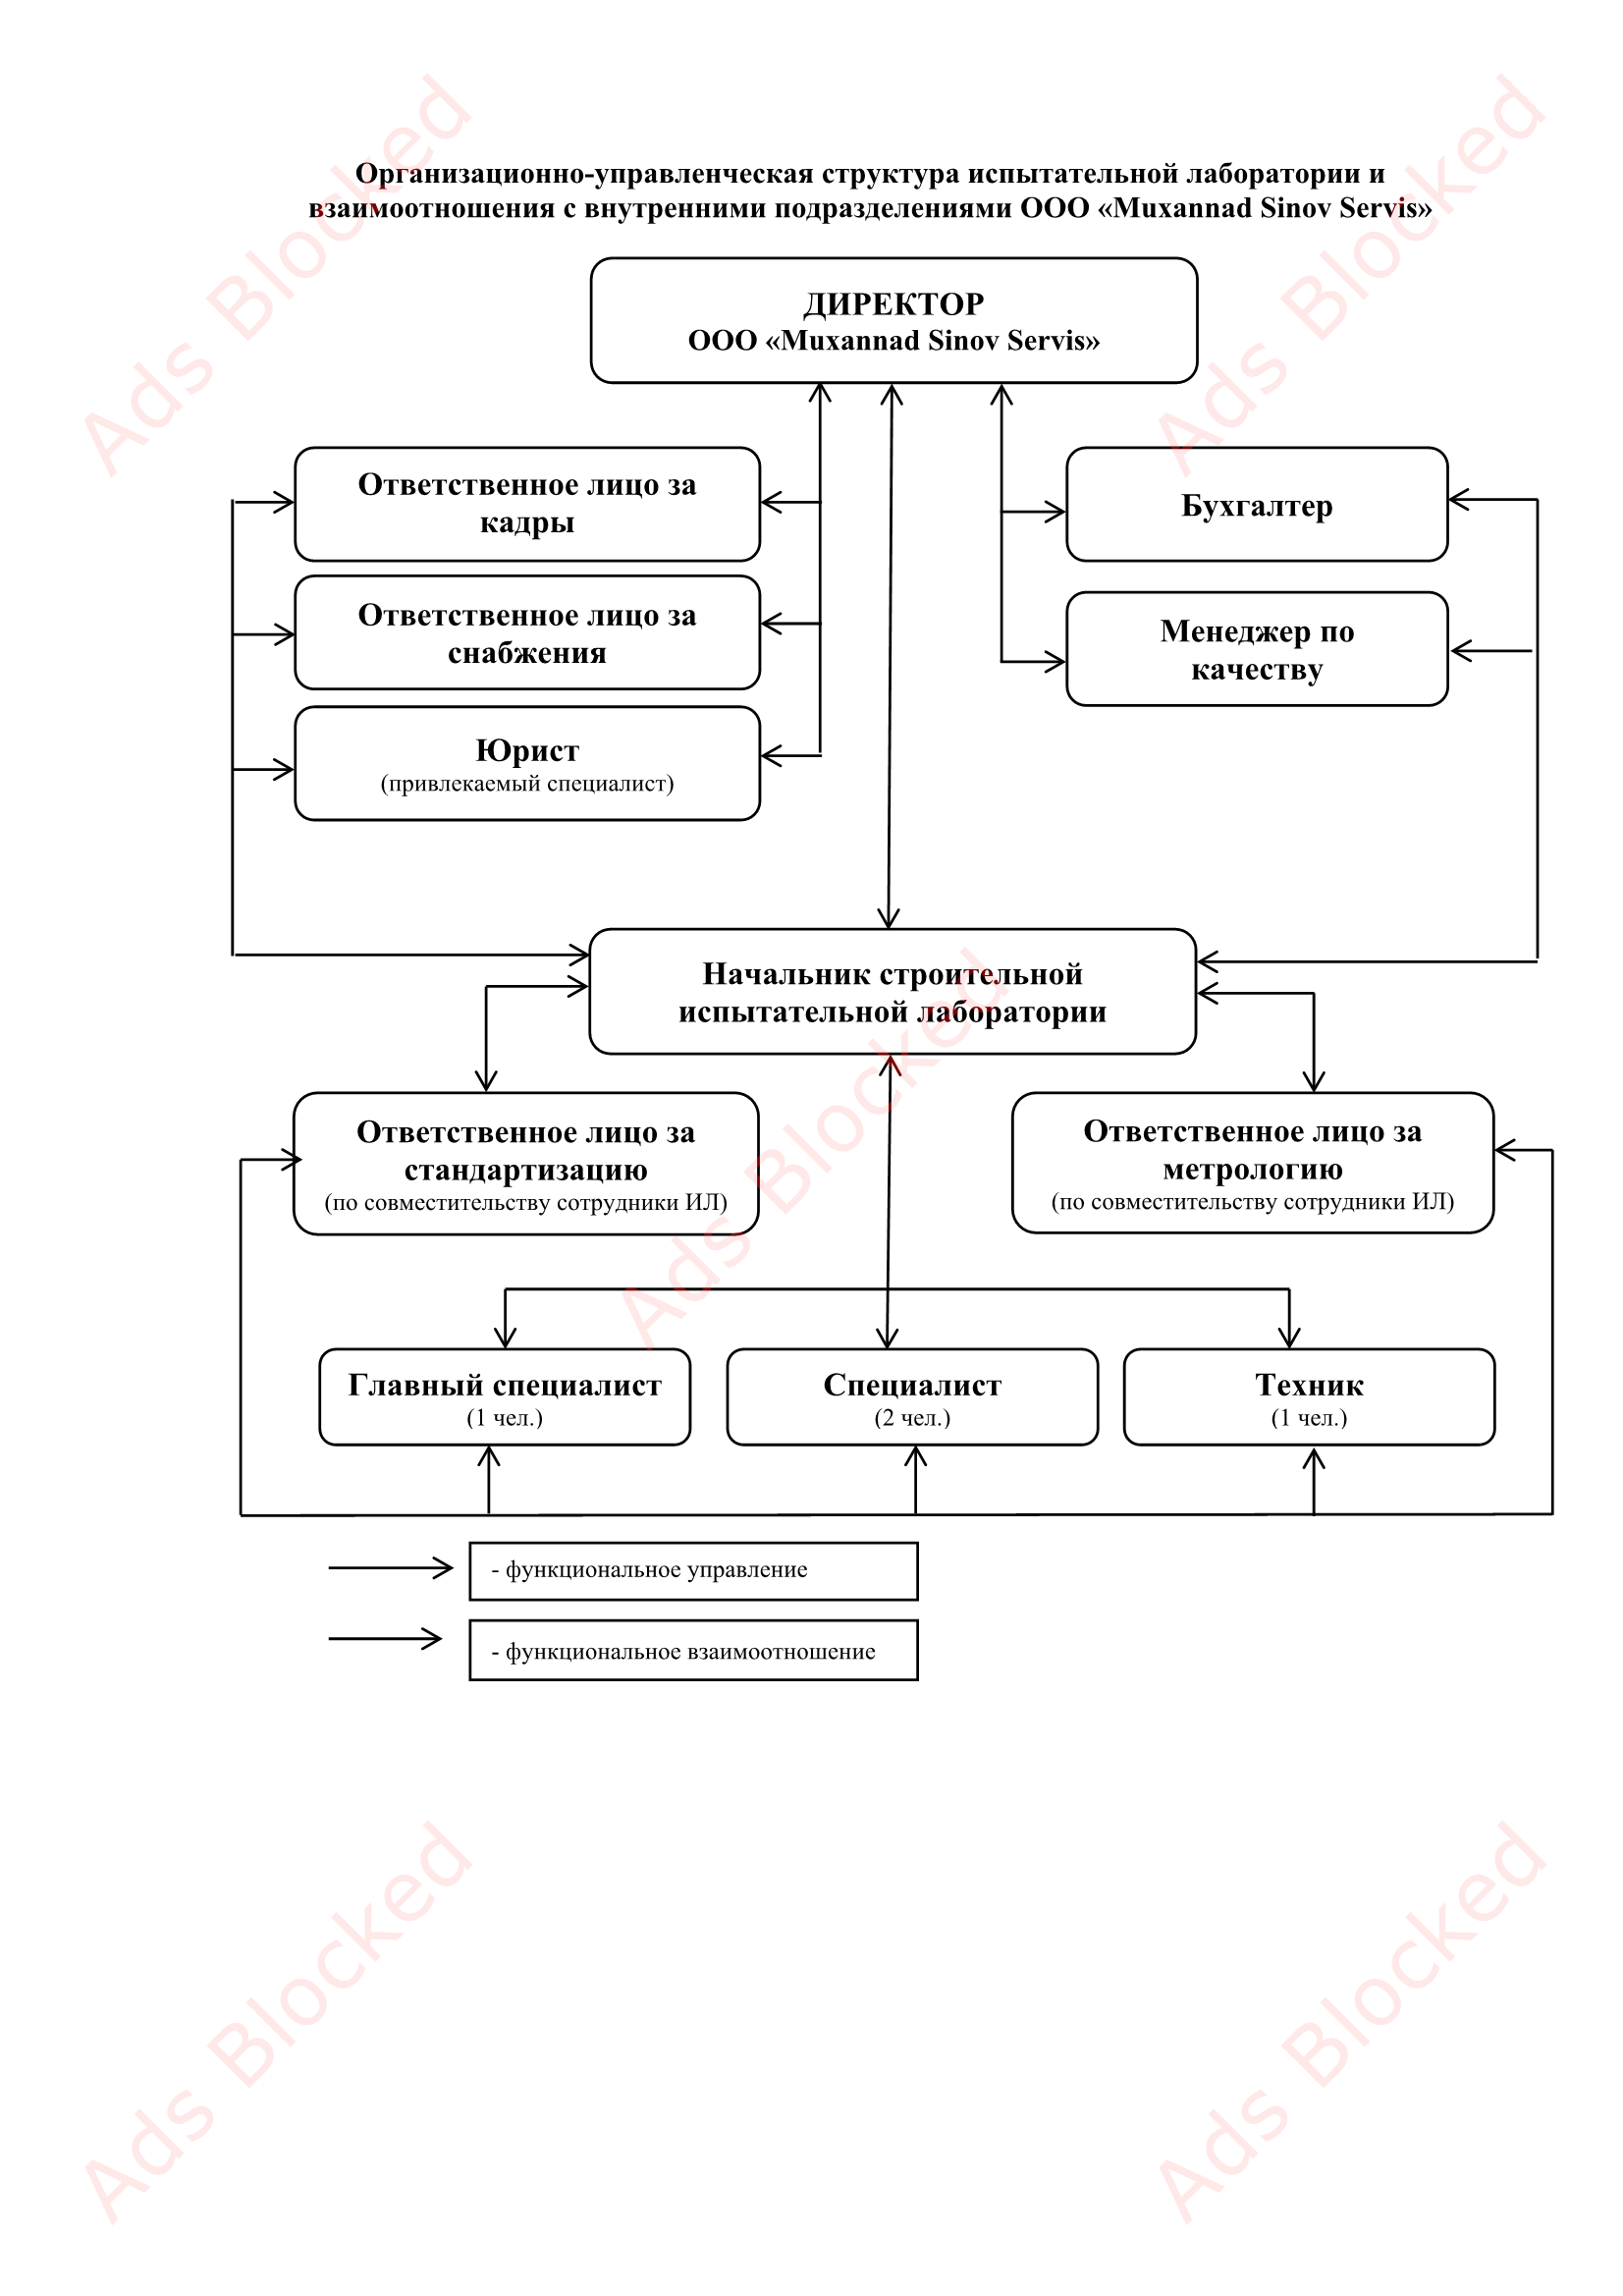 Организационно-управленческая структура испытательной лаборатории и
взаимоотношения с внутренними подразделениями ООО «Muxannad Sinov Servis»
ДИРЕКТОР
ООО «Muxannad Sinov Servis»
Ответственное лицо за
кадры
Бухгалтер
Ответственное лицо за
снабжения
Менеджер по
качеству
Юрист
(привлекаемый специалист)
Начальник строительной
испытательной лаборатории
Ответственное лицо за
стандартизацию
(по совместительству сотрудники ИЛ)
Ответственное лицо за
метрологию
(по совместительству сотрудники ИЛ)
Главный специалист
(1 чел.)
Специалист
(2 чел.)
Техник
(1 чел.)
- функциональное управление
- функциональное взаимоотношение
Ads Blocked
Ads Blocked
Ads Blocked
Ads Blocked
Ads Blocked